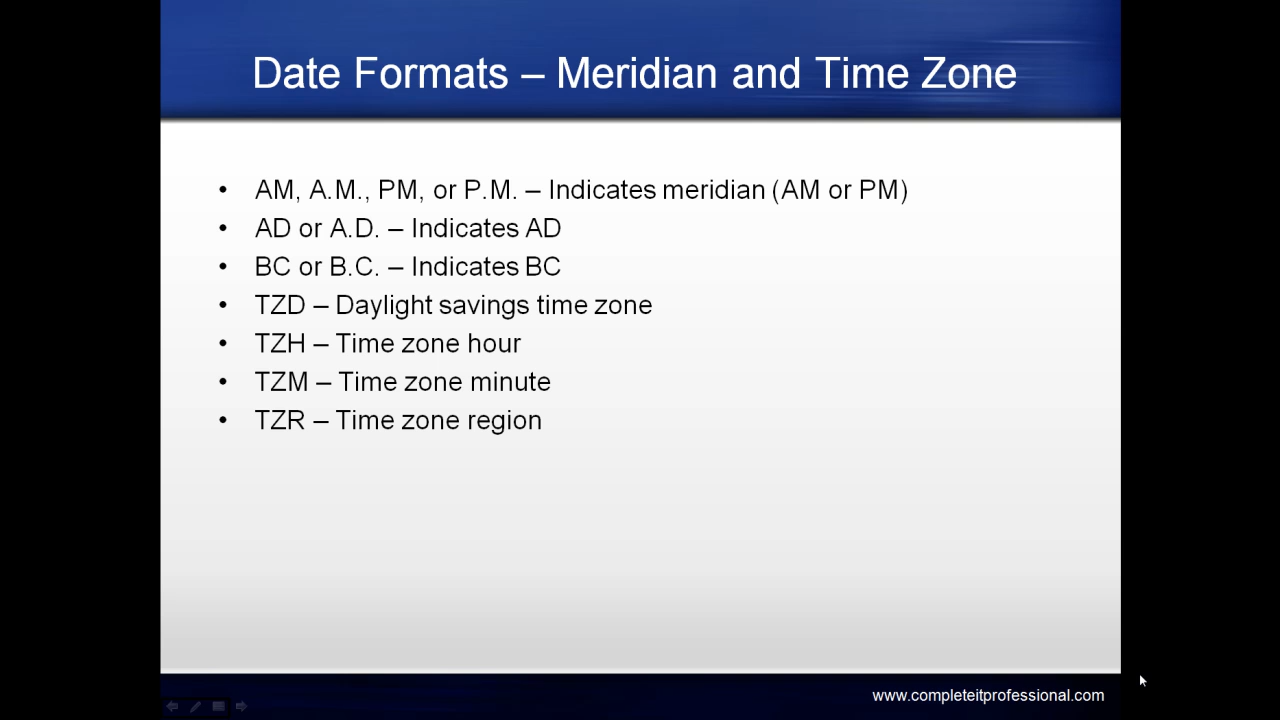 Date Formats – Meridian and Time Zone
• AM, A.M., PM, or P.M. – Indicates meridian (AM or PM)
• AD or A.D. – Indicates AD
• BC or B.C. – Indicates BC
• TZD – Daylight savings time zone
• TZH – Time zone hour
• TZM – Time zone minute
• TZR – Time zone region
www.completeitprofessional.com